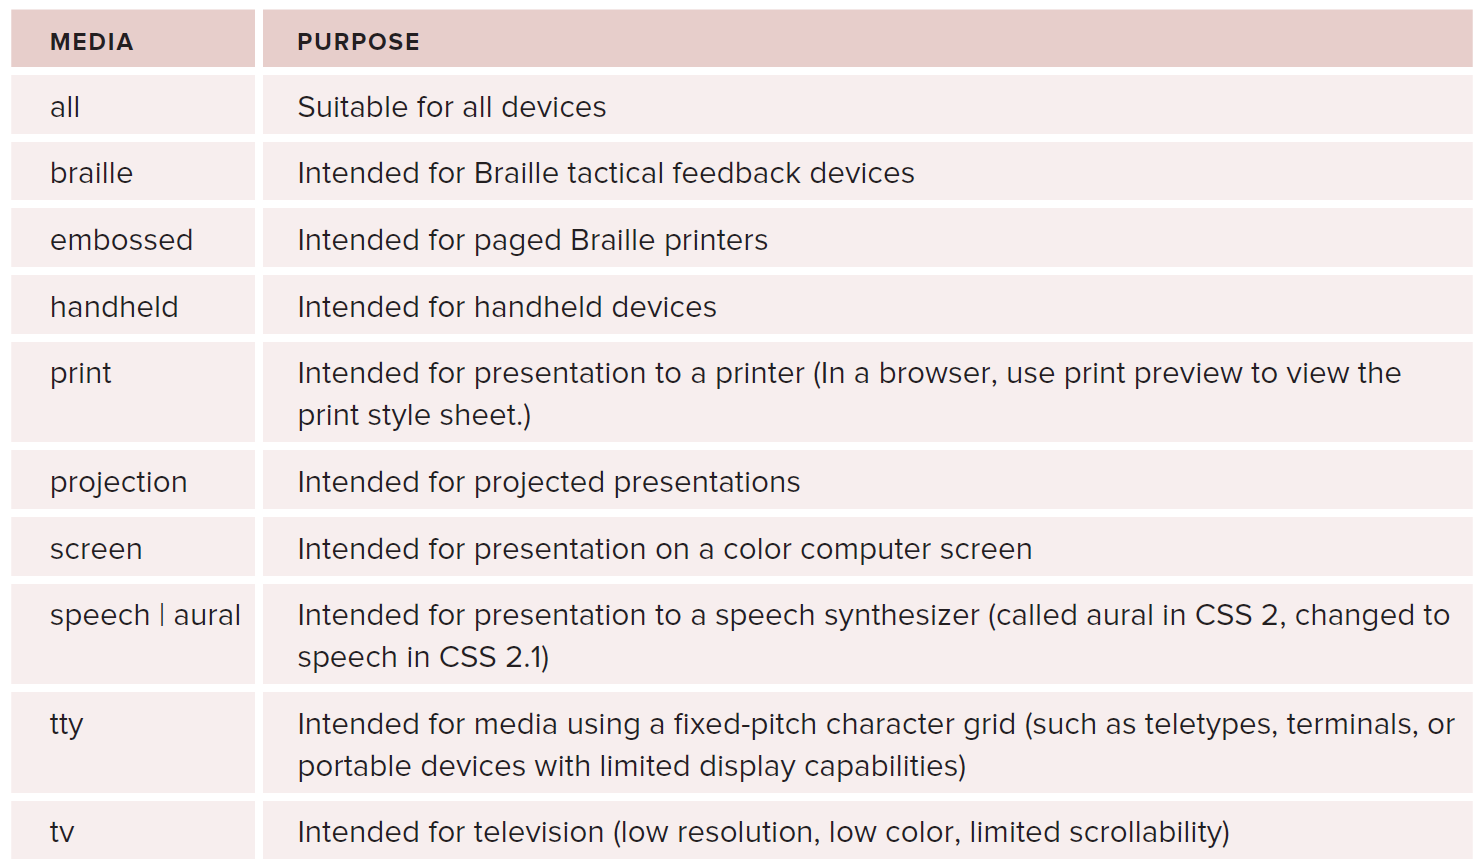 MEDIA PURPOSE
all Suitable for all devices
braille Intended for Braille tactical feedback devices
embossed Intended for paged Braille printers
handheld Intended for handheld devices
print Intended for presentation to a printer (In a browser, use print preview to view the
print style sheet.)
projection Intended for projected presentations
screen Intended for presentation on a color computer screen
speech | aural Intended for presentation to a speech synthesizer (called aural in CSS 2, changed to
speech in CSS 2.1)
tty Intended for media using a fixed-pitch character grid (such as teletypes, terminals, or
portable devices with limited display capabilities)
tv Intended for television (low resolution, low color, limited scrollability)